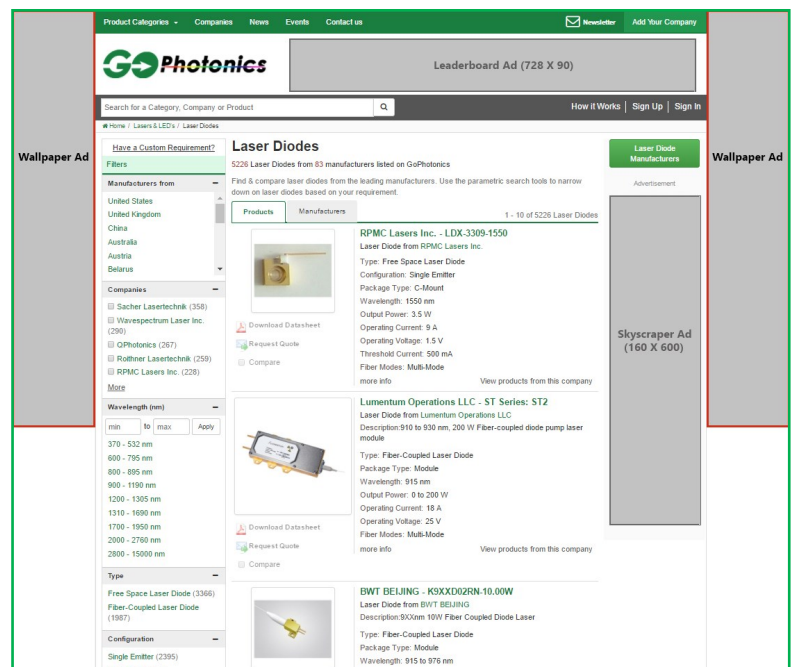 Product Categories Companies News Events Contact us Newsletter Add Your Company
GoPhotonics
Leaderboard Ad (728 X 90)
Search for a Category, Company or Product
How it Works | Sign Up | Sign In
Home / Lasers & LED's / Laser Diodes
Wallpaper Ad
Wallpaper Ad
Have a Custom Requirement?
Filters
Manufacturers from −
United States
United Kingdom
China
Australia
Austria
Belarus
Companies −
Sacher Lasertechnik (358)
Wavespectrum Laser Inc.
(290)
QPhotonics (267)
Roithner Lasertechnik (259)
RPMC Lasers Inc. (228)
More
Wavelength (nm) −
min to max Apply
370 - 532 nm
600 - 795 nm
800 - 895 nm
900 - 1190 nm
1200 - 1305 nm
1310 - 1690 nm
1700 - 1950 nm
2000 - 2760 nm
2800 - 15000 nm
Type −
Free Space Laser Diode (3366)
Fiber-Coupled Laser Diode
(1987)
Configuration −
Single Emitter (2395)
Laser Diodes
5226 Laser Diodes from 83 manufacturers listed on GoPhotonics
Find & compare laser diodes from the leading manufacturers. Use the parametric search tools to narrow
down on laser diodes based on your requirement.
Products Manufacturers
1 - 10 of 5226 Laser Diodes
RPMC Lasers Inc. - LDX-3309-1550
Laser Diode from RPMC Lasers Inc.
Type: Free Space Laser Diode
Configuration: Single Emitter
Package Type: C-Mount
Wavelength: 1550 nm
Output Power: 3.5 W
Operating Current: 9 A
Operating Voltage: 1.5 V
Threshold Current: 500 mA
Fiber Modes: Multi-Mode
more info View products from this company
Download Datasheet
Request Quote
Compare
Lumentum Operations LLC - ST Series: ST2
Laser Diode from Lumentum Operations LLC
Description:910 to 930 nm, 200 W Fiber-coupled diode pump laser
module
Type: Fiber-Coupled Laser Diode
Package Type: Module
Wavelength: 915 nm
Output Power: 0 to 200 W
Operating Current: 18 A
Operating Voltage: 25 V
Fiber Modes: Multi-Mode
more info View products from this company
Download Datasheet
Request Quote
Compare
BWT BEIJING - K9XXD02RN-10.00W
Laser Diode from BWT BEIJING
Description:9XXnm 10W Fiber Coupled Diode Laser
Type: Fiber-Coupled Laser Diode
Package Type: Module
Wavelength: 915 to 976 nm
Laser Diode
Manufacturers
Advertisement
Skyscraper Ad
(160 X 600)